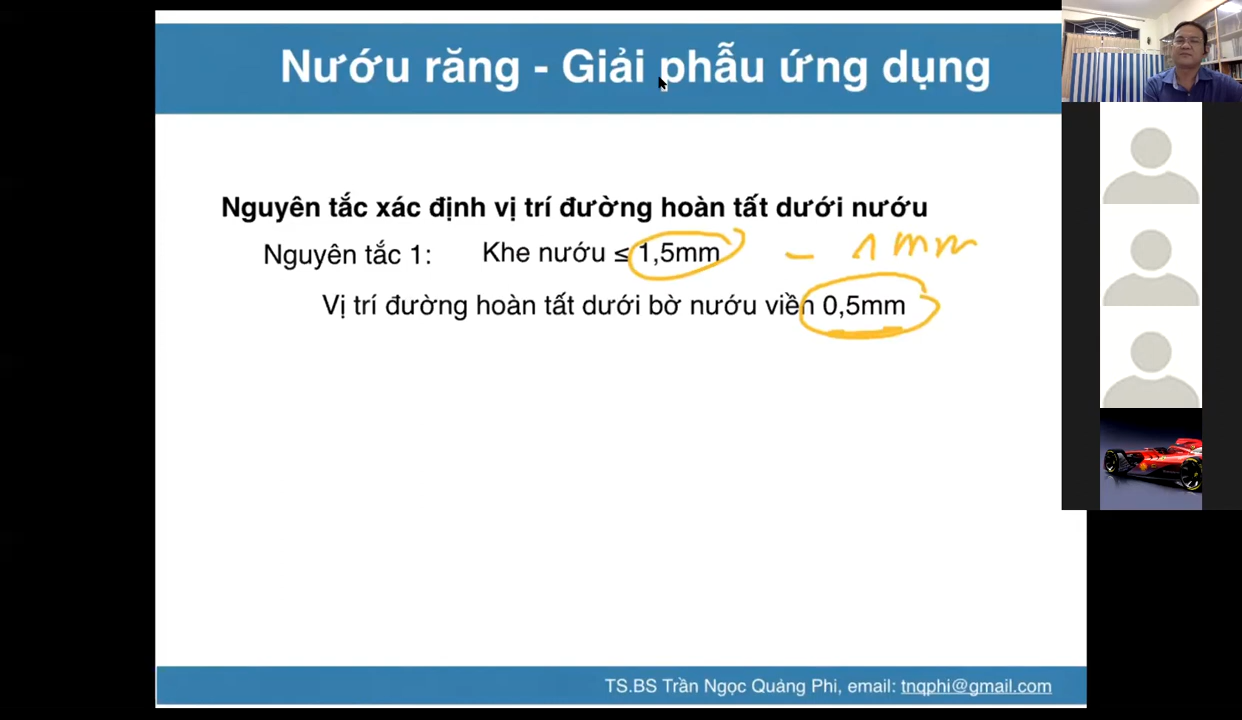 Nướu răng - Giải phẫu ứng dụng
Nguyên tắc xác định vị trí đường hoàn tất dưới nướu
Nguyên tắc 1: Khe nướu ≤ 1,5mm - 1mm
Vị trí đường hoàn tất dưới bờ nướu viền 0,5mm
TS.BS Trần Ngọc Quảng Phi, email: tnqphi@gmail.com